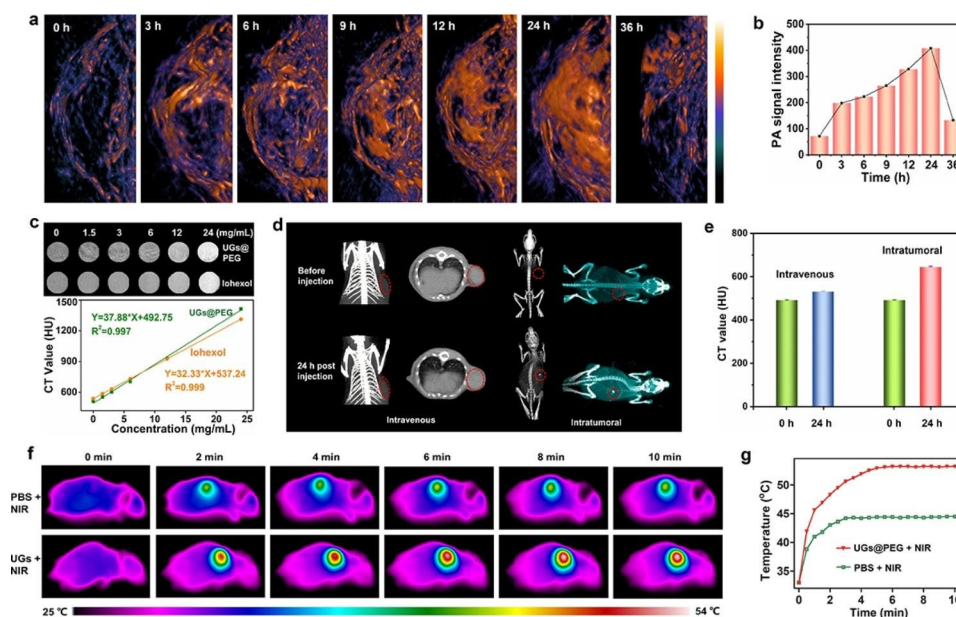 a
0 h
3 h
6 h
9 h
12 h
24 h
36 h
b
PA signal intensity
500
400
300
200
100
0
0 3 6 9 12 24 36
Time (h)
c
0 1.5 3 6 12 24 (mg/mL)
UGs@
PEG
Iohexol
CT Value (HU)
1500
1200
900
600
Y=37.88*X+492.75
R²=0.997
UGs@PEG
Iohexol
Y=32.33*X+537.24
R²=0.999
0 5 10 15 20 25
Concentration (mg/mL)
d
Before
injection
24 h post
injection
Intravenous
Intratumoral
e
CT value (HU)
800
600
400
200
0
Intravenous
Intratumoral
0 h 24 h 0 h 24 h
f
0 min 2 min 4 min 6 min 8 min 10 min
PBS +
NIR
UGs +
NIR
25 ℃
54 ℃
g
Temperature (°C)
50
45
40
35
UGs@PEG + NIR
PBS + NIR
0 2 4 6 8 10
Time (min)